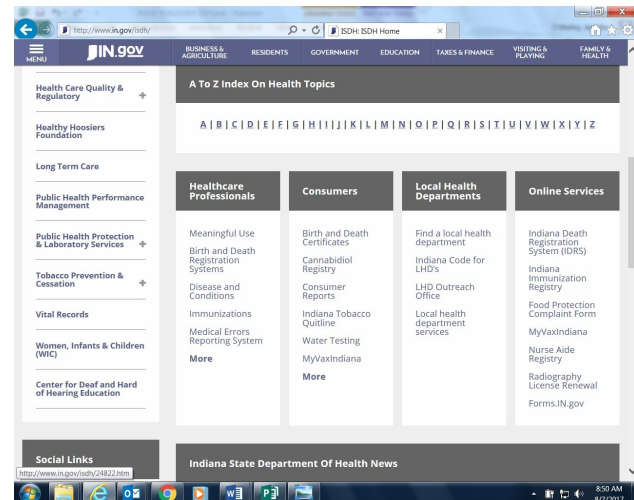 http://www.in.gov/isdh/
ISDH: ISDH Home
MENU
IN.gov
BUSINESS & AGRICULTURE
RESIDENTS
GOVERNMENT
EDUCATION
TAXES & FINANCE
VISITING & PLAYING
FAMILY & HEALTH
Health Care Quality &
Regulatory +
Healthy Hoosiers
Foundation
Long Term Care
Public Health Performance
Management
Public Health Protection
& Laboratory Services +
Tobacco Prevention &
Cessation +
Vital Records
Women, Infants & Children
(WIC)
Center for Deaf and Hard
of Hearing Education
Social Links
A To Z Index On Health Topics
A | B | C | D | E | F | G | H | I | J | K | L | M | N | O | P | Q | R | S | T | U | V | W | X | Y | Z
Healthcare
Professionals
Meaningful Use
Birth and Death
Registration
Systems
Disease and
Conditions
Immunizations
Medical Errors
Reporting System
More
Consumers
Birth and Death
Certificates
Cannabidiol
Registry
Consumer
Reports
Indiana Tobacco
Quitline
Water Testing
MyVaxIndiana
More
Local Health
Departments
Find a local health
department
Indiana Code for
LHD's
LHD Outreach
Office
Local health
department
services
Online Services
Indiana Death
Registration
System (IDRS)
Indiana
Immunization
Registry
Food Protection
Complaint Form
MyVaxIndiana
Nurse Aide
Registry
Radiography
License Renewal
Forms.IN.gov
Indiana State Department Of Health News
http://www.in.gov/isdh/24822.htm
8:50 AM
8/7/2017